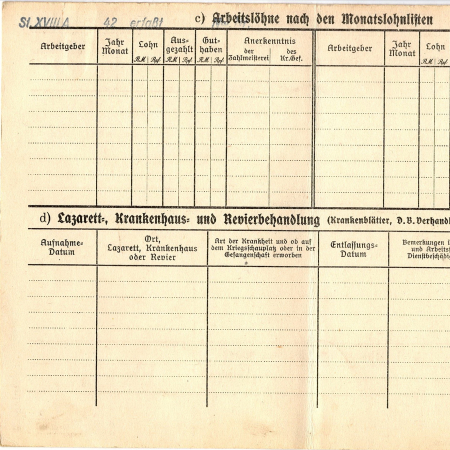 St. XVIII A 42 erfaßt
c) Arbeitslöhne nach den Monatslohnlisten
Arbeitgeber
Jahr
Monat
Lohn
RM Rpf
Aus-
gezahlt
RM Rpf
Gut-
haben
RM Rpf
Anerkenntnis
der
Zahlmeisterei
des
Kr.Gef.
Arbeitgeber
Jahr
Monat
Lohn
RM Rpf
d) Lazarett-, Krankenhaus- und Revierbehandlung (Krankenblätter, D.B.Verhandl
Aufnahme-
Datum
Ort,
Lazarett, Krankenhaus
oder Revier
Art der Krankheit und ob auf
dem Kriegsschauplatz oder in der
Gefangenschaft erworben
Entlassungs-
Datum
Bemerkungen
und Arbeits
Dienstbeschäd